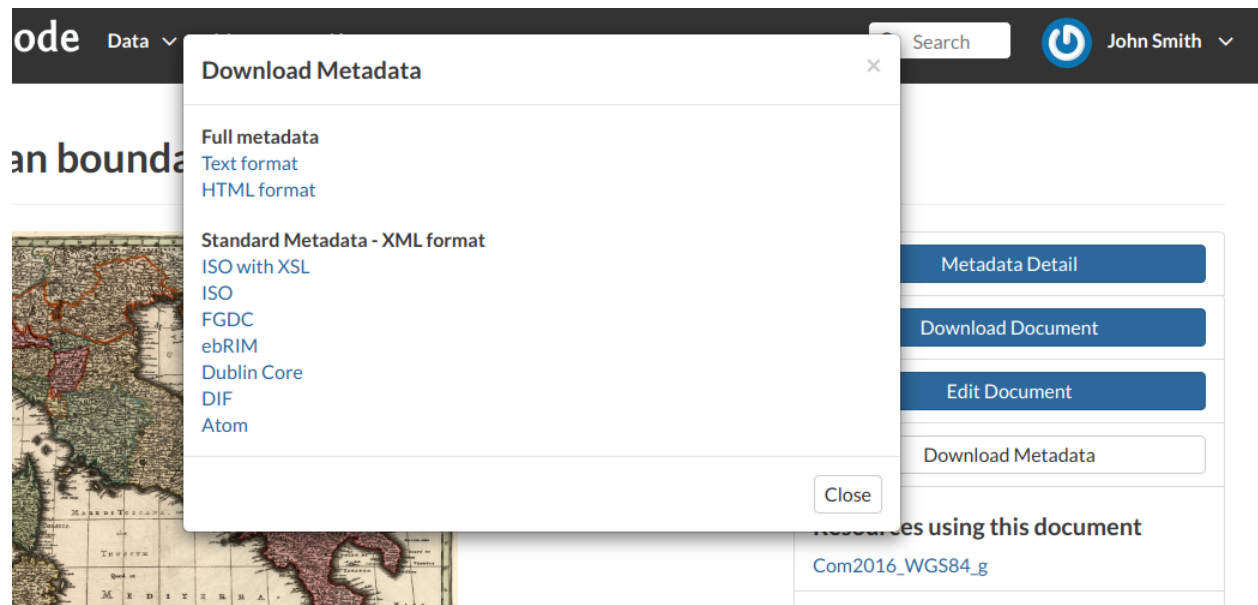 ode Data Search John Smith
Download Metadata ×
an bounda
Full metadata
Text format
HTML format
Standard Metadata - XML format
ISO with XSL
ISO
FGDC
ebRIM
Dublin Core
DIF
Atom
Close
Metadata Detail
Download Document
Edit Document
Download Metadata
Resources using this document
Com2016_WGS84_g